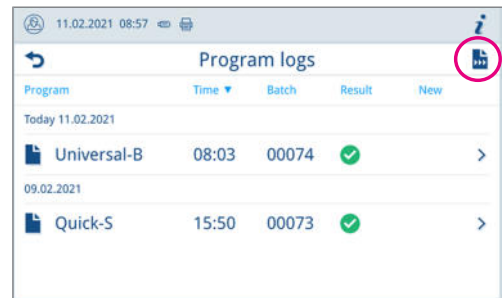 11.02.2021 08:57
Program logs
Program Time ▼ Batch Result New
Today 11.02.2021
Universal-B 08:03 00074
09.02.2021
Quick-S 15:50 00073